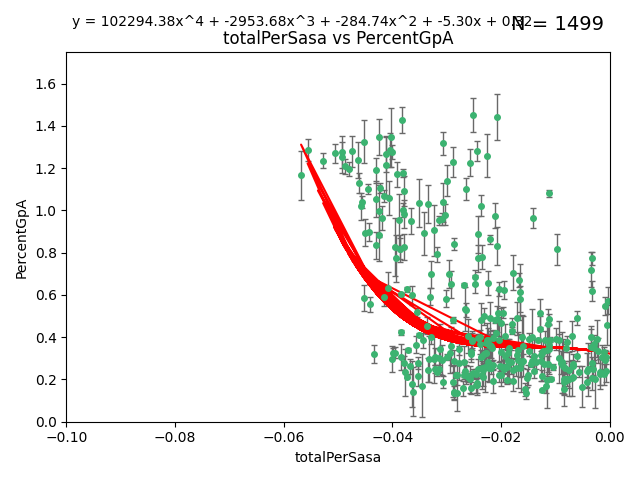 y = 102294.38x^4 + -2953.68x^3 + -284.74x^2 + -5.30x +
N = 1499
totalPerSasa vs PercentGpA
1.6
1.4
1.2
1.0
0.8
0.6
0.4
0.2
0.0
PercentGpA
−0.10 −0.08 −0.06 −0.04 −0.02 0.00
totalPerSasa